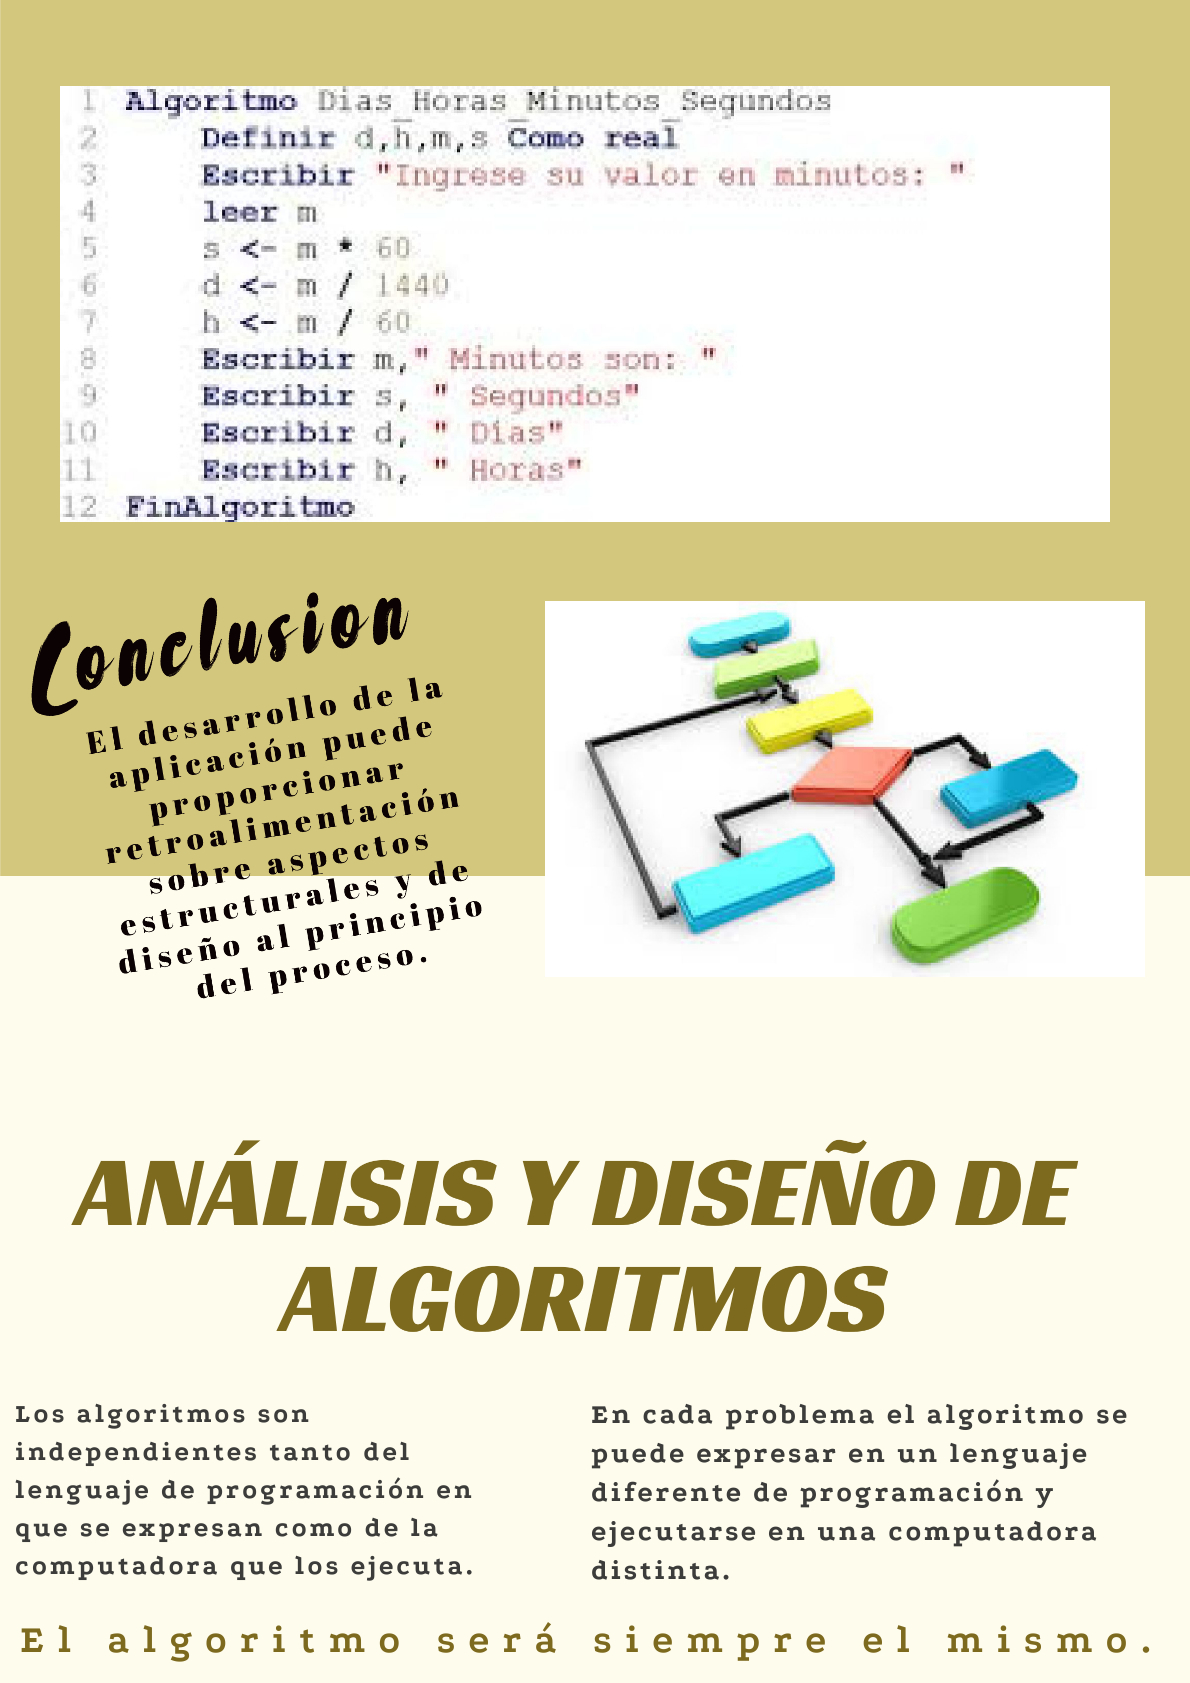 1 Algoritmo Dias_Horas_Minutos_Segundos
2 Definir d,h,m,s Como real
3 Escribir "Ingrese su valor en minutos: "
4 leer m
5 s <- m * 60
6 d <- m / 1440
7 h <- m / 60
8 Escribir m," Minutos son: "
9 Escribir s, " Segundos"
10 Escribir d, " Dias"
11 Escribir h, " Horas"
12 FinAlgoritmo
Conclusion
El desarrollo de la
aplicación puede
proporcionar
retroalimentación
sobre aspectos
estructurales y de
diseño al principio
del proceso.
ANÁLISIS Y DISEÑO DE
ALGORITMOS
Los algoritmos son
independientes tanto del
lenguaje de programación en
que se expresan como de la
computadora que los ejecuta.
En cada problema el algoritmo se
puede expresar en un lenguaje
diferente de programación y
ejecutarse en una computadora
distinta.
El algoritmo será siempre el mismo.